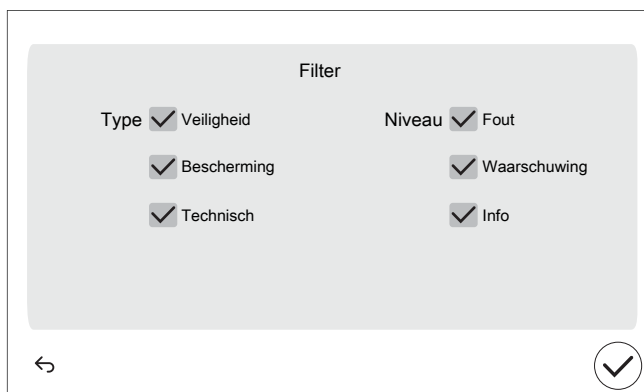 Filter
Type Veiligheid Niveau Fout
Bescherming Waarschuwing
Technisch Info